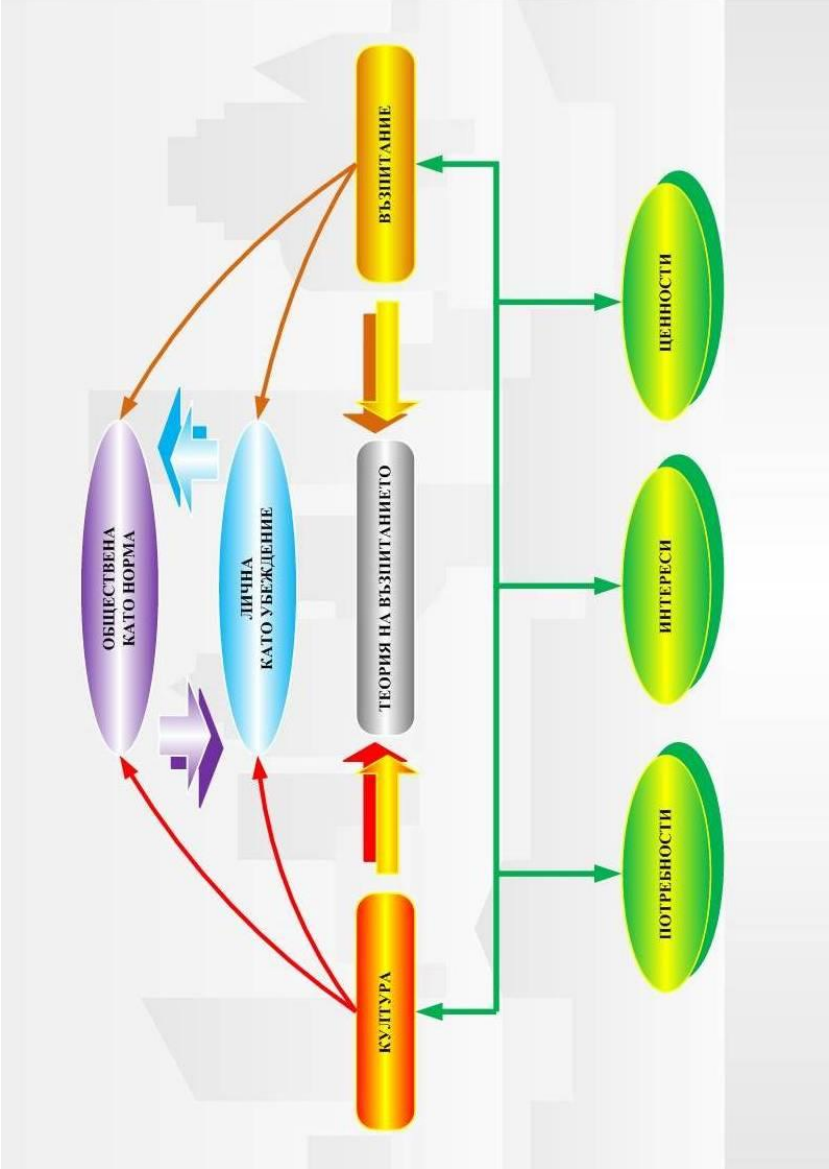 ОБЩЕСТВЕНА
КАТО НОРМА
ЛИЧНА
КАТО УБЕЖДЕНИЕ
КУЛТУРА
ТЕОРИЯ НА ВЪЗПИТАНИЕТО
ВЪЗПИТАНИЕ
ПОТРЕБНОСТИ
ИНТЕРЕСИ
ЦЕННОСТИ